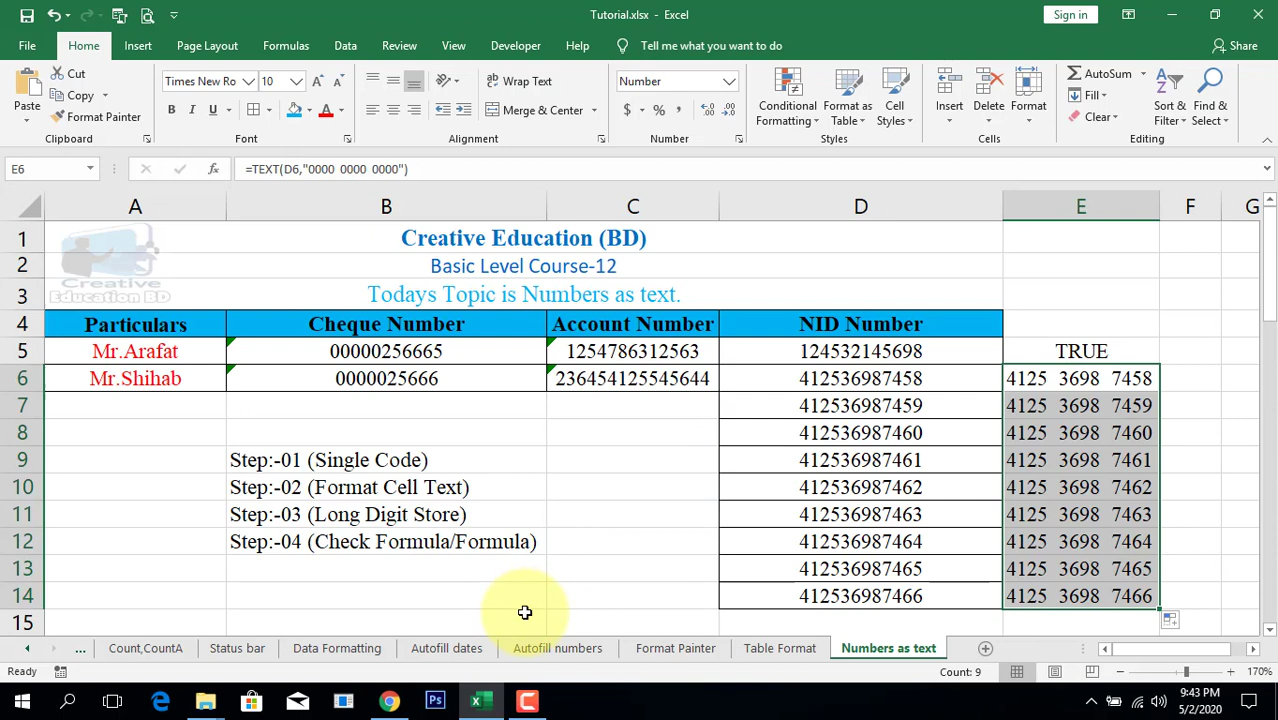 Tutorial.xlsx - Excel
Sign in
File Home Insert Page Layout Formulas Data Review View Developer Help Tell me what you want to do Share
Paste
Cut
Copy
Format Painter
Clipboard
Times New Ro 10
B I U
Font
Wrap Text
Merge & Center
Alignment
Number
$ % ,
Number
Conditional Formatting
Format as Table
Cell Styles
Styles
Insert
Delete
Format
Cells
AutoSum
Fill
Clear
Sort & Filter
Find & Select
Editing
E6
fx
=TEXT(D6,"0000 0000 0000")
A B C D E F G
1 Creative Education (BD)
2 Basic Level Course-12
3 Todays Topic is Numbers as text.
Creative
Education BD
4 Particulars Cheque Number Account Number NID Number
5 Mr.Arafat 00000256665 1254786312563 124532145698 TRUE
6 Mr.Shihab 0000025666 236454125545644 412536987458 4125 3698 7458
7 412536987459 4125 3698 7459
8 412536987460 4125 3698 7460
9 Step:-01 (Single Code) 412536987461 4125 3698 7461
10 Step:-02 (Format Cell Text) 412536987462 4125 3698 7462
11 Step:-03 (Long Digit Store) 412536987463 4125 3698 7463
12 Step:-04 (Check Formula/Formula) 412536987464 4125 3698 7464
13 412536987465 4125 3698 7465
14 412536987466 4125 3698 7466
15
... Count,CountA Status bar Data Formatting Autofill dates Autofill numbers Format Painter Table Format Numbers as text
Ready
Count: 9
170%
9:43 PM
5/2/2020